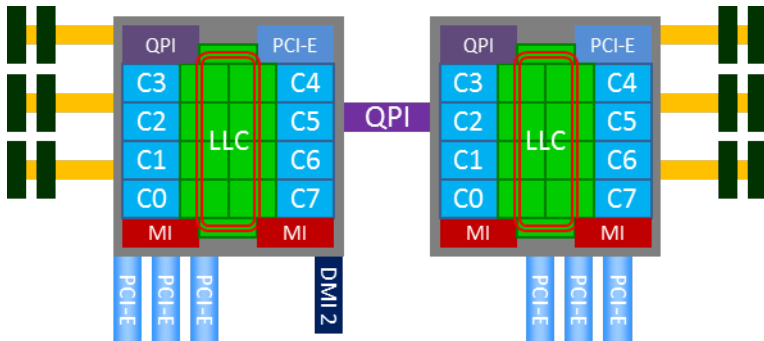 QPI PCI-E
C3 C4
C2 C5
LLC
C1 C6
C0 C7
MI MI
PCI-E
PCI-E
PCI-E
DMI 2
QPI
QPI PCI-E
C3 C4
C2 C5
LLC
C1 C6
C0 C7
MI MI
PCI-E
PCI-E
PCI-E